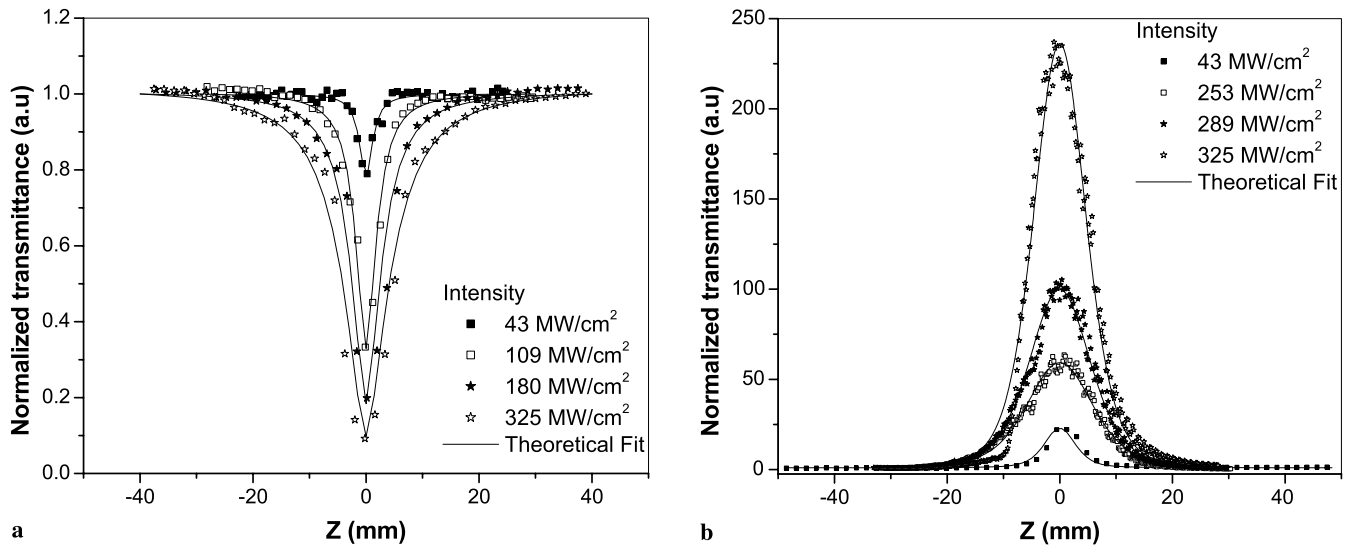 1.2
1.0
0.8
0.6
0.4
0.2
0.0
Normalized transmittance (a.u)
Intensity
43 MW/cm²
109 MW/cm²
180 MW/cm²
325 MW/cm²
Theoretical Fit
-40 -20 0 20 40
Z (mm)
a
250
200
150
100
50
0
Normalized transmittance (a.u)
Intensity
43 MW/cm²
253 MW/cm²
289 MW/cm²
325 MW/cm²
Theoretical Fit
-40 -20 0 20 40
Z (mm)
b